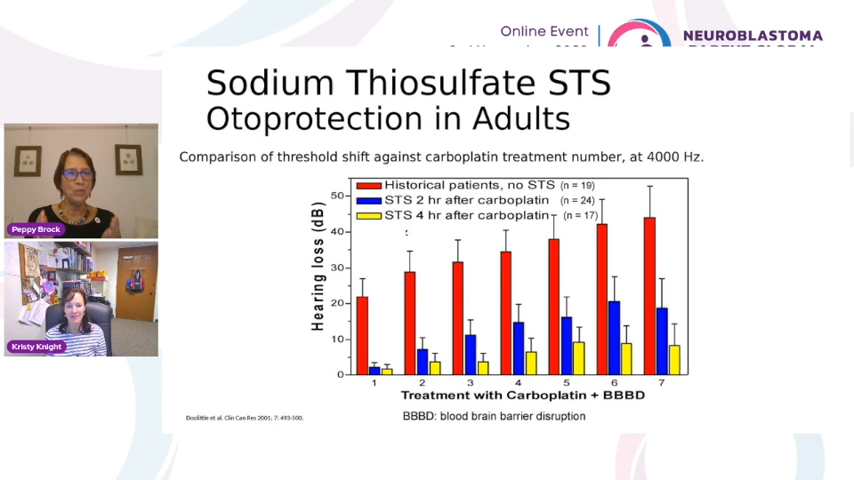 Online Event
NEUROBLASTOMA
Sodium Thiosulfate STS
Otoprotection in Adults
Comparison of threshold shift against carboplatin treatment number, at 4000 Hz.
Historical patients, no STS (n = 19)
STS 2 hr after carboplatin (n = 24)
STS 4 hr after carboplatin (n = 17)
Hearing loss (dB)
50
40
30
20
10
0
1 2 3 4 5 6 7
Treatment with Carboplatin + BBBD
BBBD: blood brain barrier disruption
Doolittle et al. Clin Can Res 2001; 7: 493-500.
Peppy Brock
Kristy Knight